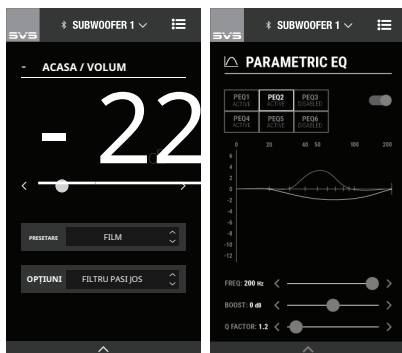 SVS
SUBWOOFER 1
- ACASA / VOLUM
- 22
PRESETARE FILM
OPȚIUNI FILTRU PASI JOS
SVS
SUBWOOFER 1
PARAMETRIC EQ
PEQ1 PEQ2 PEQ3
ACTIVE ACTIVE DISABLED
PEQ4 PEQ5 PEQ6
ACTIVE ACTIVE DISABLED
0 20 40 50 100 200
6
4
2
0
-2
-4
-6
-8
-10
-12
FREQ: 200 Hz
BOOST: 0 dB
Q FACTOR: 1.2